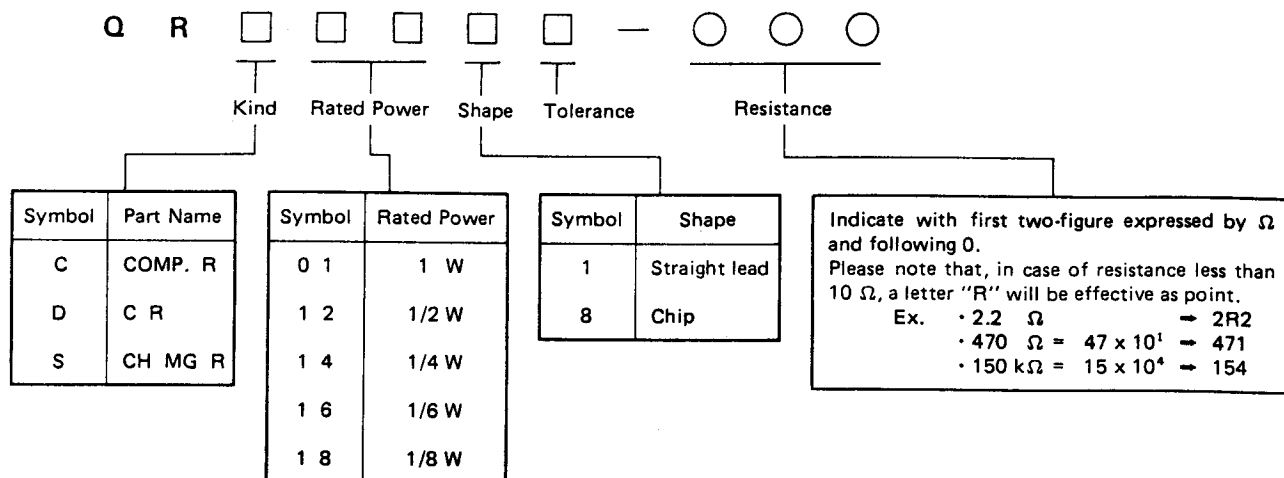 Q R □ □ □ □ □ — ○ ○ ○
Kind Rated Power Shape Tolerance Resistance
Symbol Part Name
C COMP. R
D C R
S CH MG R
Symbol Rated Power
0 1 1 W
1 2 1/2 W
1 4 1/4 W
1 6 1/6 W
1 8 1/8 W
Symbol Shape
1 Straight lead
8 Chip
Indicate with first two-figure expressed by Ω
and following 0.
Please note that, in case of resistance less than
10 Ω, a letter "R" will be effective as point.
Ex. · 2.2 Ω → 2R2
· 470 Ω = 47 x 10¹ → 471
· 150 kΩ = 15 x 10⁴ → 154